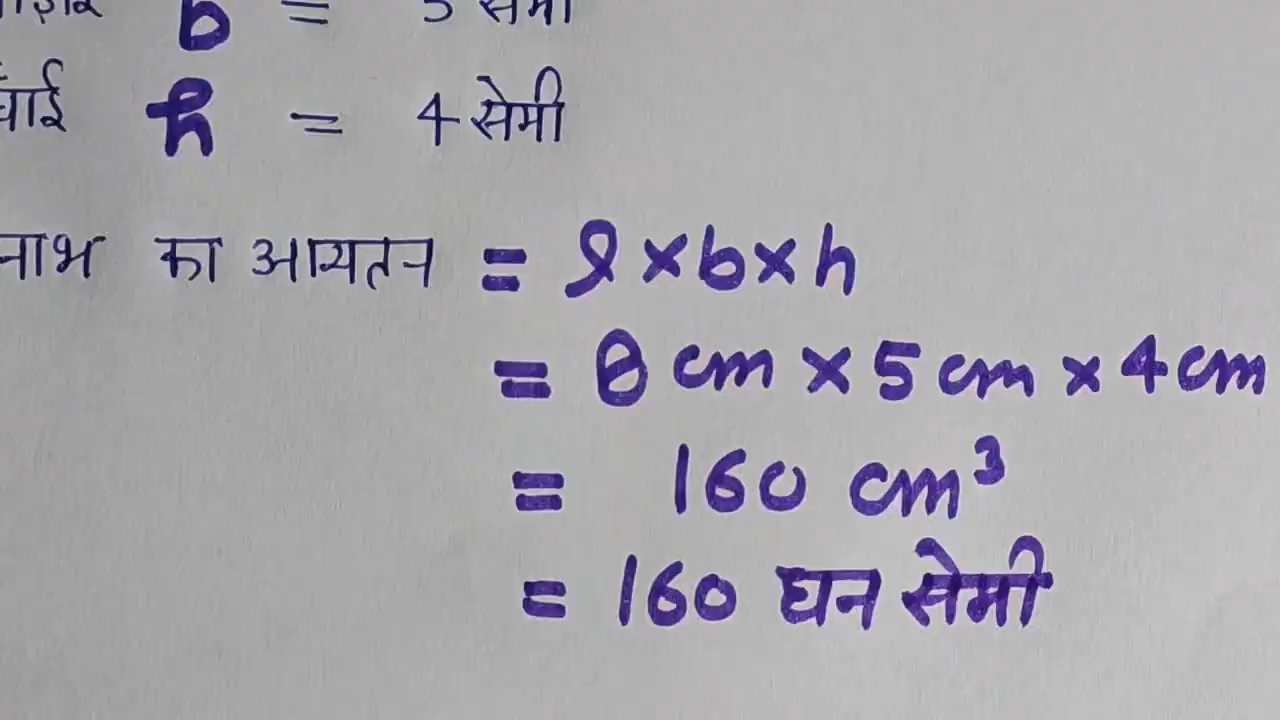 b = 5 सेमी
h = 4 सेमी
का आयतन = l × b × h
= 8 cm × 5 cm × 4 cm
= 160 cm³
= 160 घन सेमी